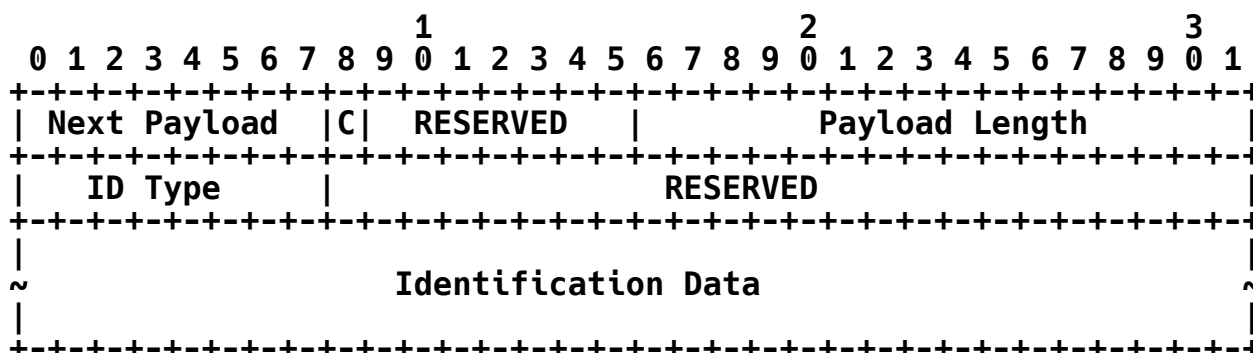 1                   2                   3
 0 1 2 3 4 5 6 7 8 9 0 1 2 3 4 5 6 7 8 9 0 1 2 3 4 5 6 7 8 9 0 1
+-+-+-+-+-+-+-+-+-+-+-+-+-+-+-+-+-+-+-+-+-+-+-+-+-+-+-+-+-+-+-+-+
| Next Payload  |C|  RESERVED   |         Payload Length        |
+-+-+-+-+-+-+-+-+-+-+-+-+-+-+-+-+-+-+-+-+-+-+-+-+-+-+-+-+-+-+-+-+
|   ID Type     |                 RESERVED                      |
+-+-+-+-+-+-+-+-+-+-+-+-+-+-+-+-+-+-+-+-+-+-+-+-+-+-+-+-+-+-+-+-+
|                                                               |
~                   Identification Data                         ~
|                                                               |
+-+-+-+-+-+-+-+-+-+-+-+-+-+-+-+-+-+-+-+-+-+-+-+-+-+-+-+-+-+-+-+-+